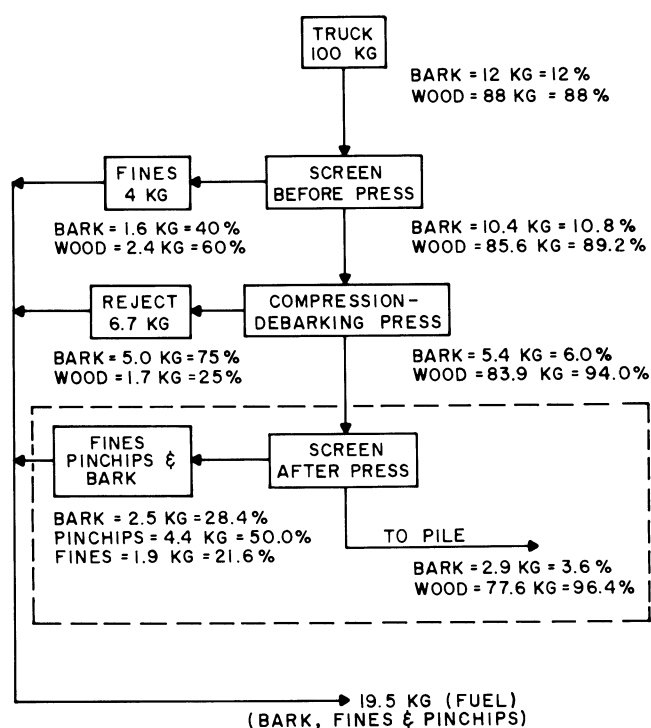 TRUCK
100 KG
BARK = 12 KG = 12%
WOOD = 88 KG = 88%
FINES
4 KG
SCREEN
BEFORE PRESS
BARK = 1.6 KG = 40%
WOOD = 2.4 KG = 60%
BARK = 10.4 KG = 10.8%
WOOD = 85.6 KG = 89.2%
REJECT
6.7 KG
COMPRESSION-
DEBARKING PRESS
BARK = 5.0 KG = 75%
WOOD = 1.7 KG = 25%
BARK = 5.4 KG = 6.0%
WOOD = 83.9 KG = 94.0%
FINES
PINCHIPS &
BARK
SCREEN
AFTER PRESS
BARK = 2.5 KG = 28.4%
PINCHIPS = 4.4 KG = 50.0%
FINES = 1.9 KG = 21.6%
TO PILE
BARK = 2.9 KG = 3.6%
WOOD = 77.6 KG = 96.4%
19.5 KG (FUEL)
(BARK, FINES & PINCHIPS)